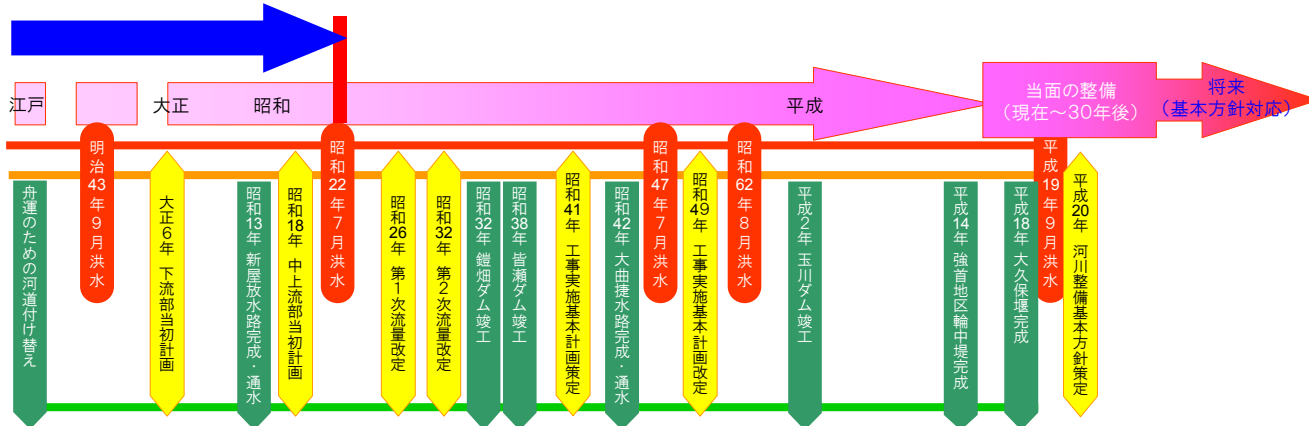 江戸
大正
昭和
平成
当面の整備
（現在～30年後）
将来
（基本方針対応）
舟運のための河道付け替え
明治43年9月洪水
大正6年 下流部当初計画
昭和13年 新屋放水路完成・通水
昭和18年 中上流部当初計画
昭和22年7月洪水
昭和26年 第1次流量改定
昭和32年 第2次流量改定
昭和32年 鎧畑ダム竣工
昭和38年 皆瀬ダム竣工
昭和41年 工事実施基本計画策定
昭和42年 大曲捷水路完成・通水
昭和47年7月洪水
昭和49年 工事実施基本計画改定
昭和62年8月洪水
平成2年 玉川ダム竣工
平成14年 強首地区輪中堤完成
平成18年 大久保堰完成
平成19年9月洪水
平成20年 河川整備基本方針策定